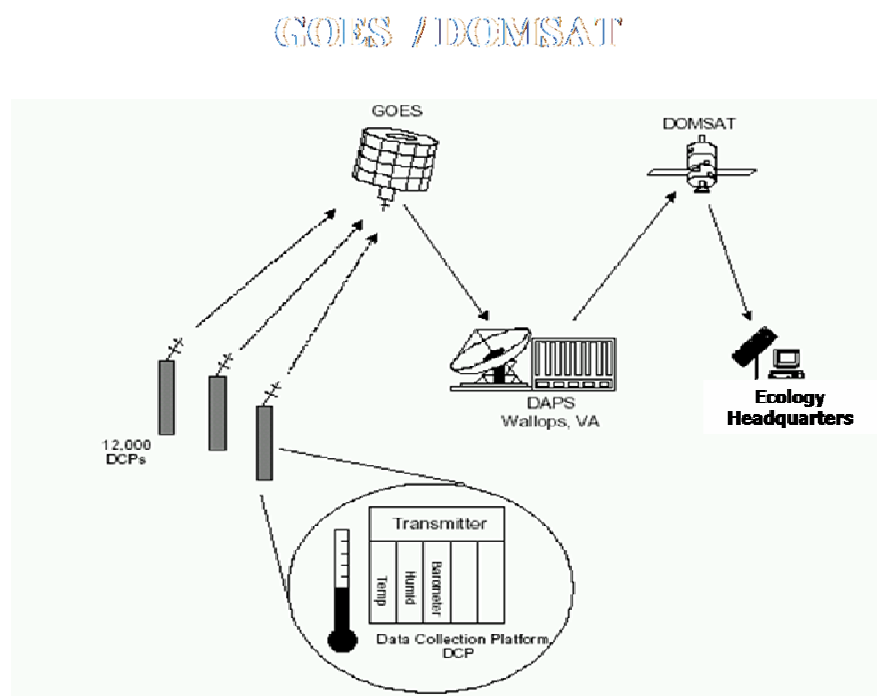 GOES / DOMSAT
GOES
DOMSAT
DAPS
Wallops, VA
Ecology
Headquarters
12,000
DCPs
Transmitter
Temp
Humid
Barometer
Data Collection Platform
DCP